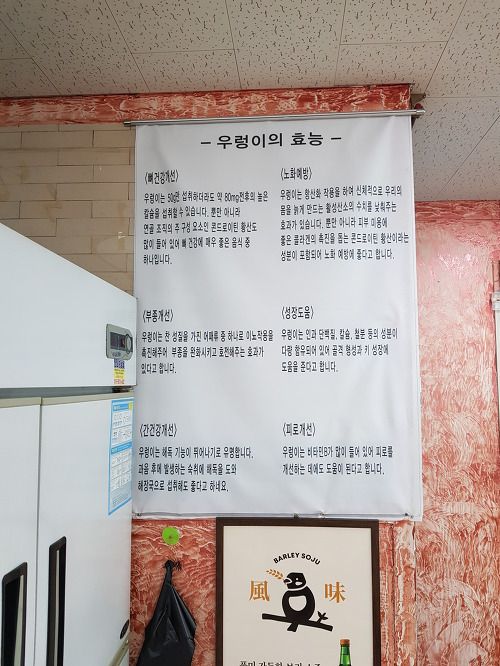 - 우렁이의 효능 -
〈뼈건강개선〉
우렁이는 50g만 섭취하더라도 약 80mg전후의 높은
칼슘을 섭취할 수 있습니다. 뿐만 아니라
연골 조직의 주 구성 요소인 콘드로이틴 황산도
많이 들어 있어 뼈 건강에 매우 좋은 음식 중
하나입니다.
〈노화예방〉
우렁이는 항산화 작용을 하여 신체적으로 우리의
몸을 늙게 만드는 활성산소의 수치를 낮춰주는
효과가 있습니다. 뿐만 아니라 피부 미용에
좋은 콜라겐의 촉진을 돕는 콘드로이틴 황산이라는
성분이 포함되어 노화 예방에 좋다고 합니다.
〈부종개선〉
우렁이는 찬 성질을 가진 어패류 중 하나로 이뇨작용을
촉진해주어 부종을 완화시키고 호전해주는 효과가
있다고 합니다.
〈성장도움〉
우렁이는 인과 단백질, 칼슘, 철분 등의 성분이
다량 함유되어 있어 골격 형성과 키 성장에
도움을 준다고 합니다.
〈간건강개선〉
우렁이는 해독 기능이 뛰어나기로 유명합니다.
과음 후에 발생하는 숙취에 해독을 도와
해장국으로 섭취해도 좋다고 하네요.
〈피로개선〉
우렁이는 비타민B가 많이 들어 있어 피로를
개선하는 데에도 도움이 된다고 합니다.
BARLEY SOJU
風 味